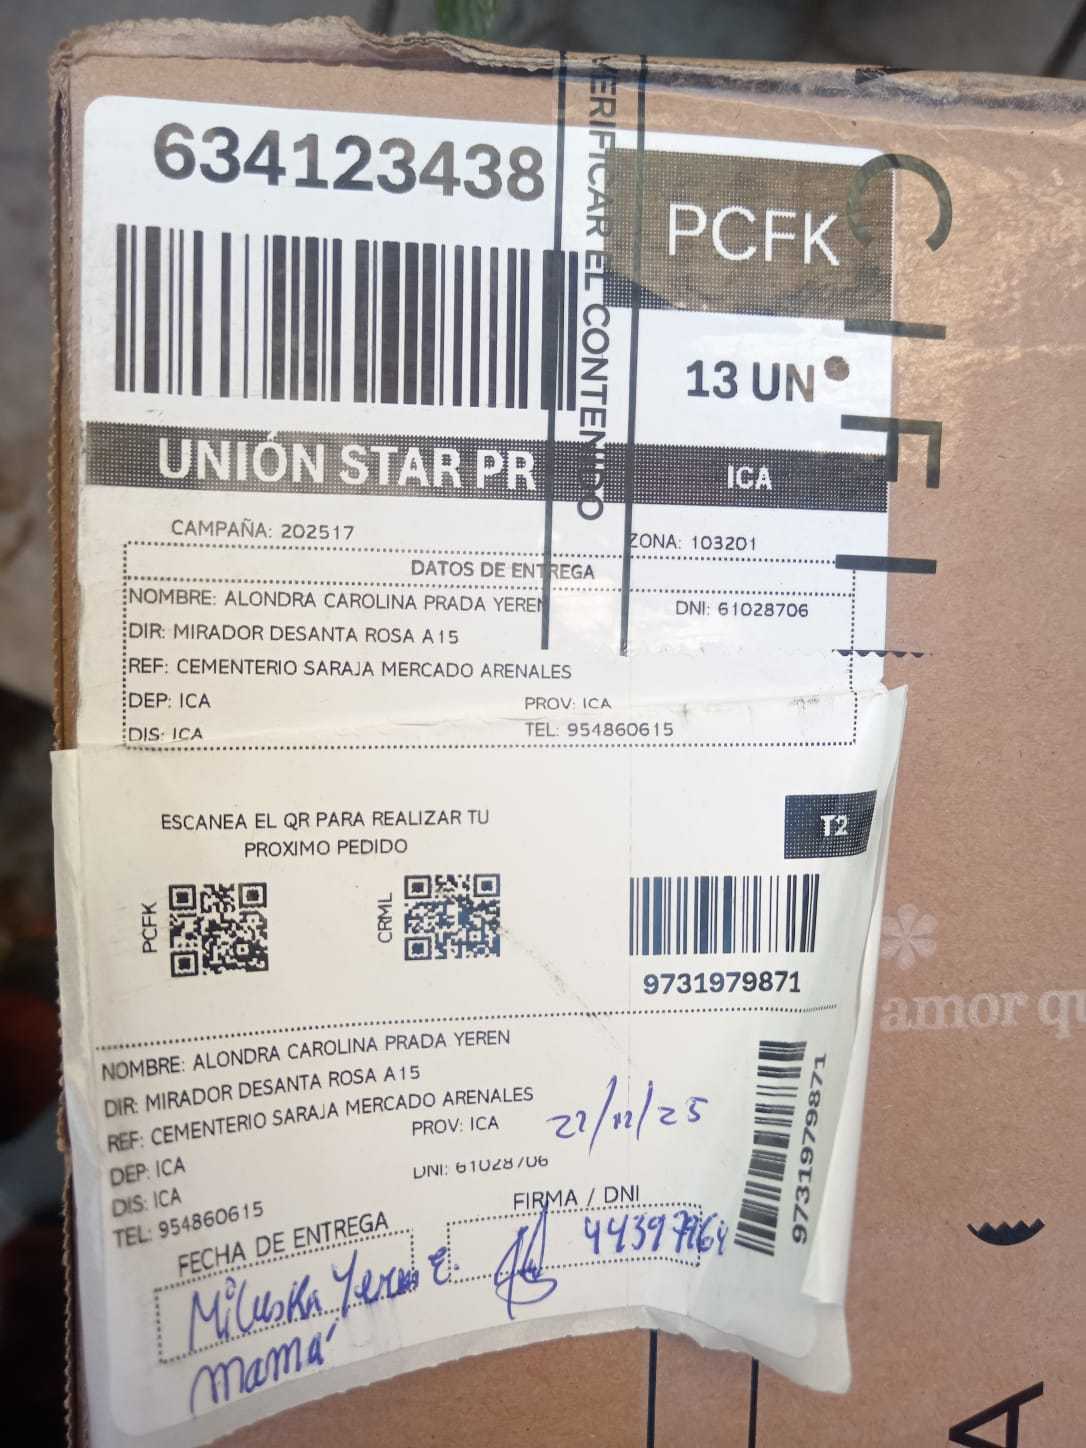 634123438
PCFK
VERIFICAR EL CONTENIDO
13 UN
UNIÓN STAR PR
ICA
CAMPAÑA: 202517
ZONA: 103201
DATOS DE ENTREGA
NOMBRE: ALONDRA CAROLINA PRADA YEREN
DNI: 61028706
DIR: MIRADOR DESANTA ROSA A15
REF: CEMENTERIO SARAJA MERCADO ARENALES
DEP: ICA
PROV: ICA
DIS: ICA
TEL: 954860615
ESCANEA EL QR PARA REALIZAR TU
PROXIMO PEDIDO
T2
PCFK
CRML
9731979871
amor qu
NOMBRE: ALONDRA CAROLINA PRADA YEREN
DIR: MIRADOR DESANTA ROSA A15
REF: CEMENTERIO SARAJA MERCADO ARENALES
DEP: ICA
PROV: ICA
DIS: ICA
DNI: 61028706
TEL: 954860615
9731979871
FECHA DE ENTREGA
FIRMA / DNI
Miluska Yeren E.
44397964
mamá